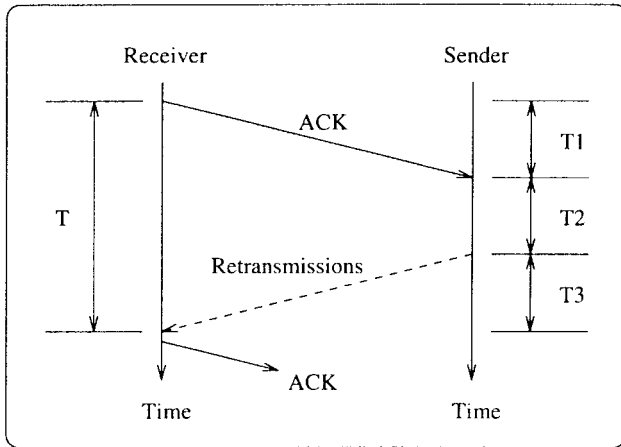 Receiver
Sender
ACK
T1
T
T2
Retransmissions
T3
ACK
Time
Time